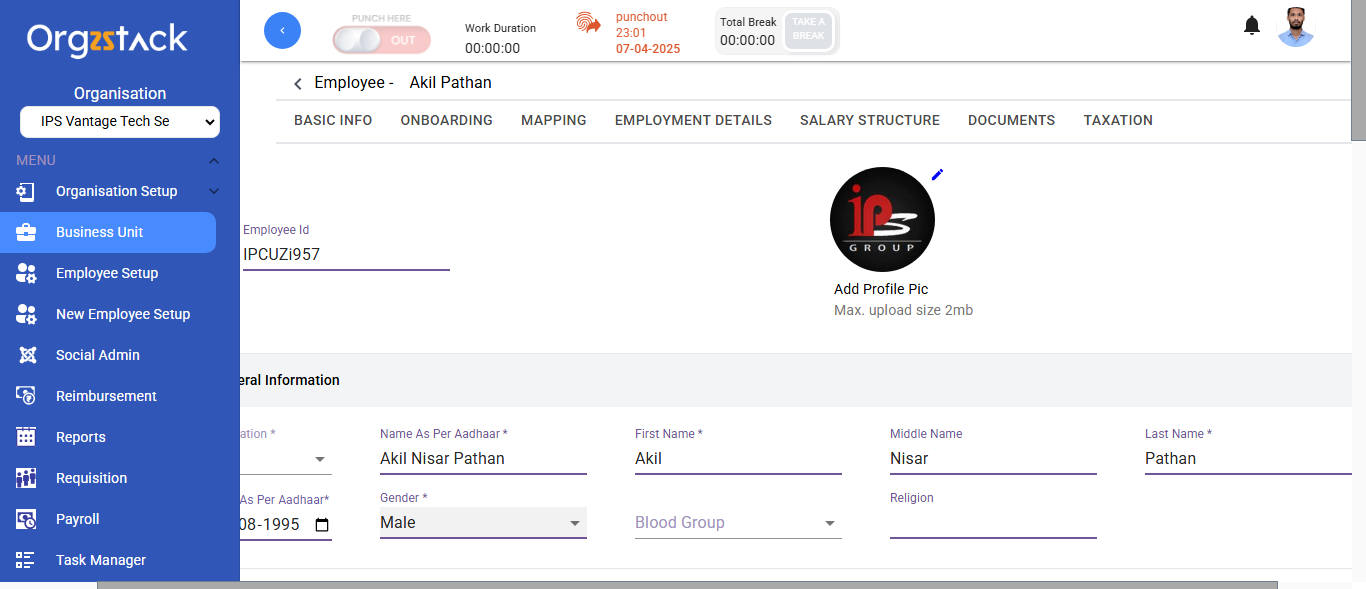 Orgzstack
Organisation
IPS Vantage Tech Se
MENU
Organisation Setup
Business Unit
Employee Setup
New Employee Setup
Social Admin
Reimbursement
Reports
Requisition
Payroll
Task Manager
PUNCH HERE
OUT
Work Duration
00:00:00
punchout
23:01
07-04-2025
Total Break
00:00:00
TAKE A
BREAK
Employee - Akil Pathan
BASIC INFO ONBOARDING MAPPING EMPLOYMENT DETAILS SALARY STRUCTURE DOCUMENTS TAXATION
Employee Id
IPCUZi957
iPS
GROUP
Add Profile Pic
Max. upload size 2mb
eral Information
ation * Name As Per Aadhaar * First Name * Middle Name Last Name *
Akil Nisar Pathan Akil Nisar Pathan
As Per Aadhaar* Gender * Religion
08-1995 Male Blood Group